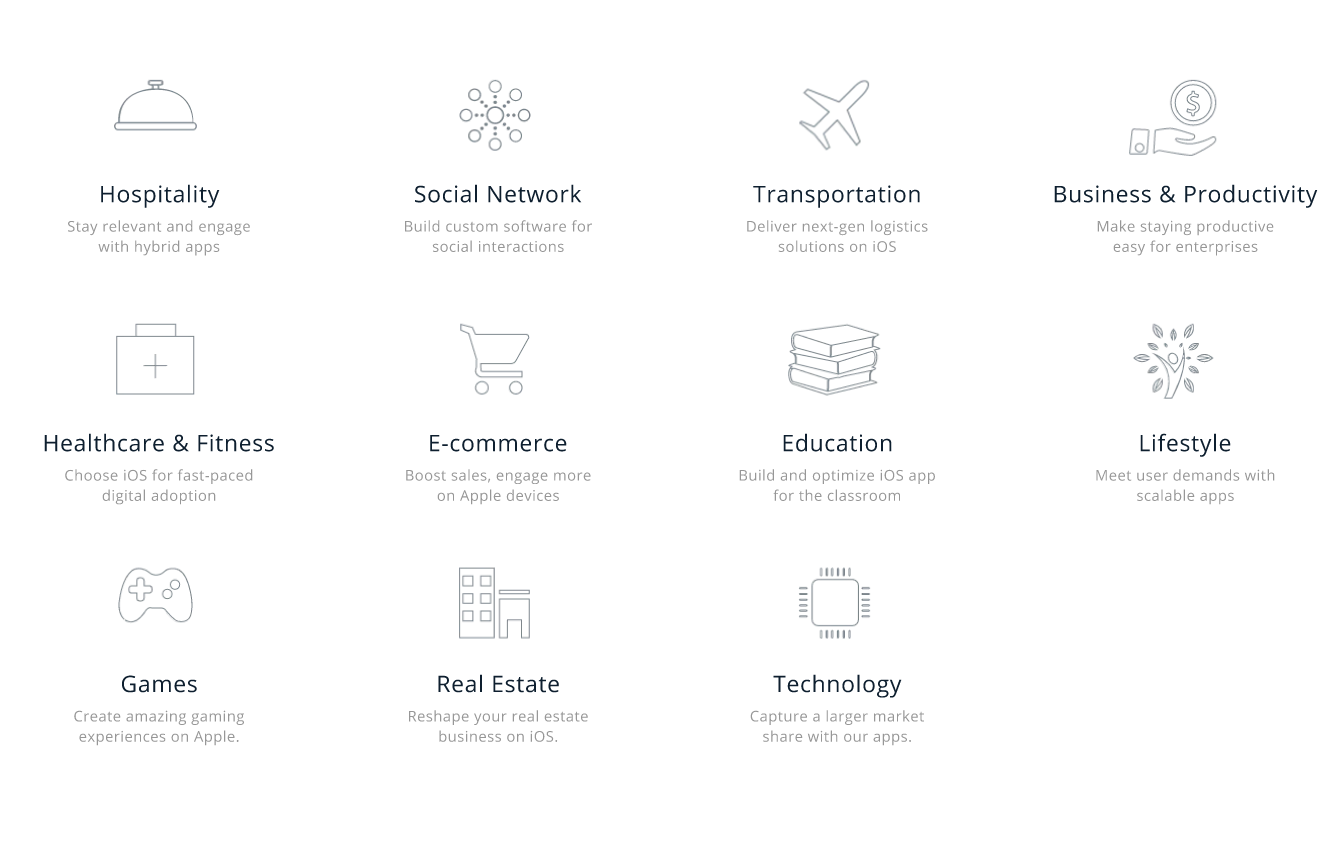 Hospitality
Stay relevant and engage
with hybrid apps
Social Network
Build custom software for
social interactions
Transportation
Deliver next-gen logistics
solutions on iOS
Business & Productivity
Make staying productive
easy for enterprises
Healthcare & Fitness
Choose iOS for fast-paced
digital adoption
E-commerce
Boost sales, engage more
on Apple devices
Education
Build and optimize iOS app
for the classroom
Lifestyle
Meet user demands with
scalable apps
Games
Create amazing gaming
experiences on Apple.
Real Estate
Reshape your real estate
business on iOS.
Technology
Capture a larger market
share with our apps.